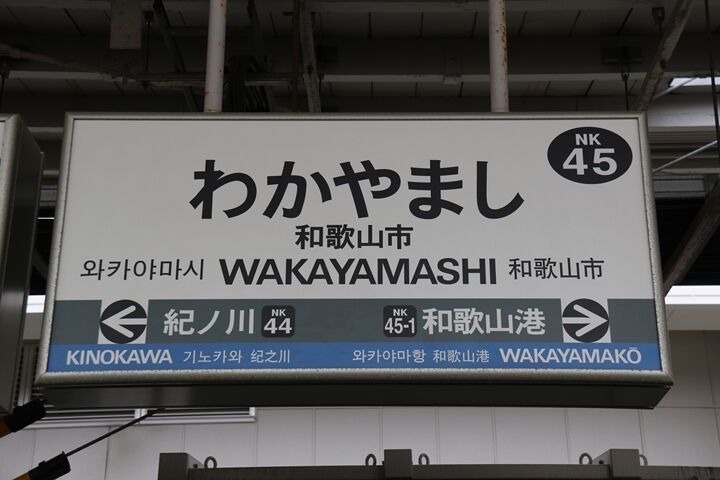 NK
45
わかやまし
和歌山市
와카야마시 WAKAYAMASHI 和歌山市
紀ノ川 NK 44 NK 45-1 和歌山港
KINOKAWA 기노카와 纪之川 와카야마항 和歌山港 WAKAYAMAKŌ